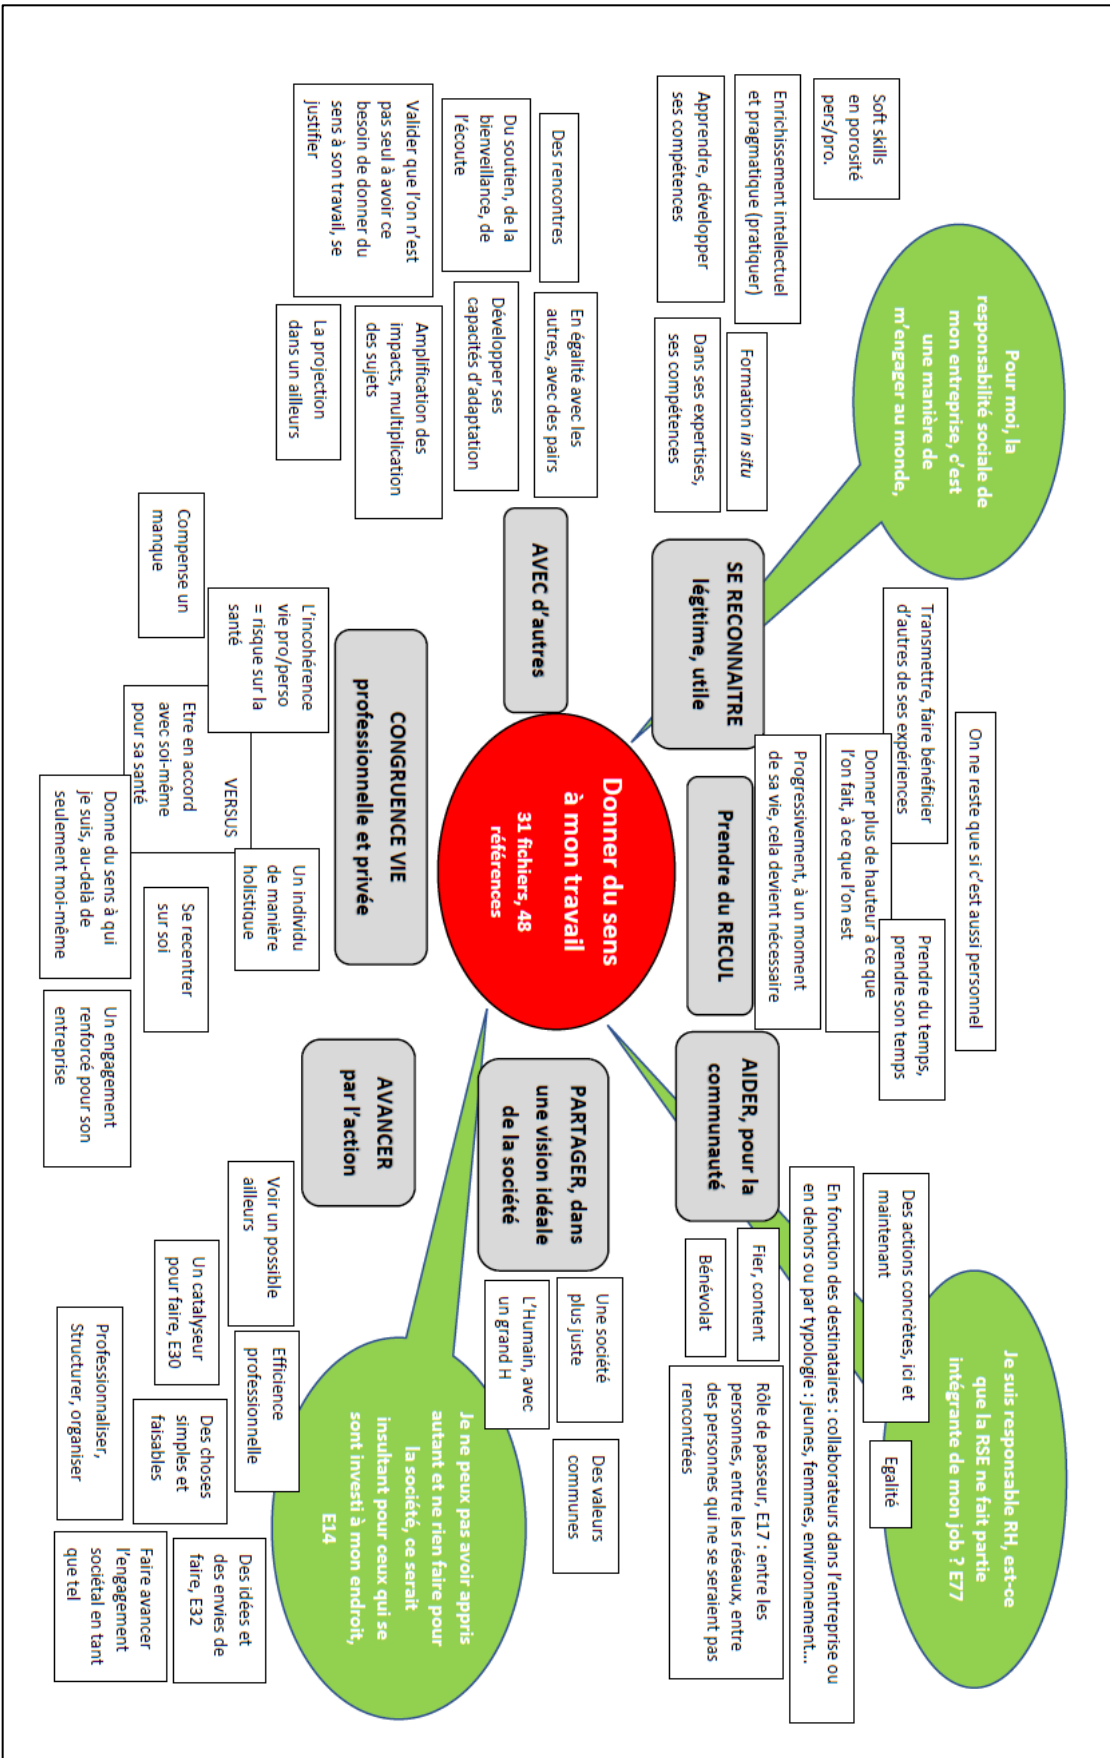 Pour moi, la
responsabilité sociale de
mon entreprise, c'est
une manière de
m'engager au monde,
Je suis responsable RH, est-ce
que la RSE ne fait partie
intégrante de mon job ? E77
Soft skills
en porosité
pers/pro.
Enrichissement intellectuel
et pragmatique (pratiquer)
Apprendre, développer
ses compétences
Formation in situ
Dans ses expertises,
ses compétences
SE RECONNAITRE
légitime, utile
On ne reste que si c'est aussi personnel
Transmettre, faire bénéficier
d'autres de ses expériences
Prendre du temps,
prendre son temps
Donner plus de hauteur à ce que
l'on fait, à ce que l'on est
Progressivement, à un moment
de sa vie, cela devient nécessaire
Prendre du RECUL
Des actions concrètes, ici et
maintenant
Egalité
En fonction des destinataires : collaborateurs dans l'entreprise ou
en dehors ou par typologie : jeunes, femmes, environnement...
AIDER, pour la
communauté
Fier, content
Bénévolat
Rôle de passeur, E17 : entre les
personnes, entre les réseaux, entre
des personnes qui ne se seraient pas
rencontrées
Des rencontres
Du soutien, de la
bienveillance, de
l'écoute
Valider que l'on n'est
pas seul à avoir ce
besoin de donner du
sens à son travail, se
justifier
En égalité avec les
autres, avec des pairs
Développer ses
capacités d'adaptation
Amplification des
impacts, multiplication
des sujets
La projection
dans un ailleurs
AVEC d'autres
Donner du sens
à mon travail
31 fichiers, 48
références
PARTAGER, dans
une vision idéale
de la société
Une société
plus juste
L'Humain, avec
un grand H
Des valeurs
communes
Je ne peux pas avoir appris
autant et ne rien faire pour
la société, ce serait
insultant pour ceux qui se
sont investi à mon endroit,
E14
CONGRUENCE VIE
professionnelle et privée
Compense un
manque
L'incohérence
vie pro/perso
= risque sur la
santé
VERSUS
Etre en accord
avec soi-même
pour sa santé
Un individu
de manière
holistique
Se recentrer
sur soi
Donne du sens à qui
je suis, au-delà de
seulement moi-même
Un engagement
renforcé pour son
entreprise
AVANCER
par l'action
Voir un possible
ailleurs
Efficience
professionnelle
Un catalyseur
pour faire, E30
Des choses
simples et
faisables
Professionnaliser,
Structurer, organiser
Des idées et
des envies de
faire, E32
Faire avancer
l'engagement
sociétal en tant
que tel